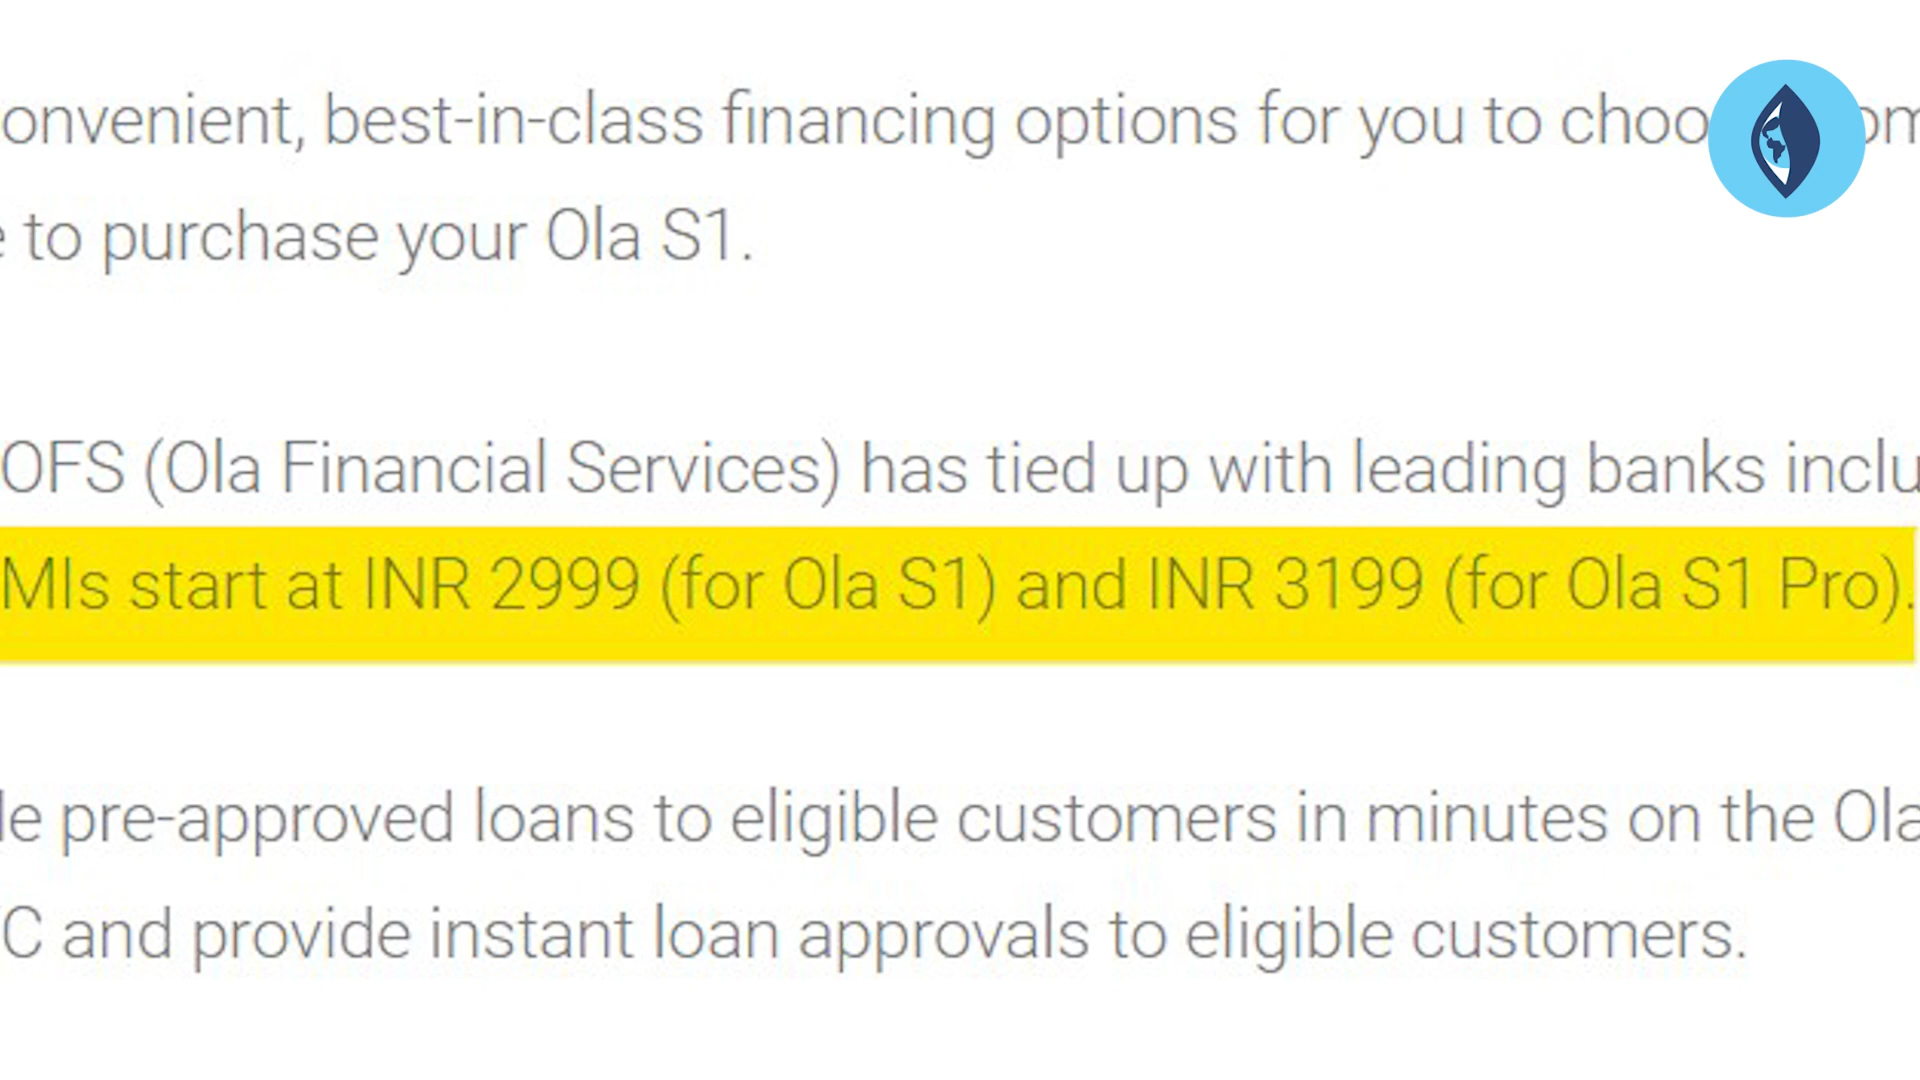 onvenient, best-in-class financing options for you to choo om
e to purchase your Ola S1.
OFS (Ola Financial Services) has tied up with leading banks inclu
MIs start at INR 2999 (for Ola S1) and INR 3199 (for Ola S1 Pro).
le pre-approved loans to eligible customers in minutes on the Ola
C and provide instant loan approvals to eligible customers.